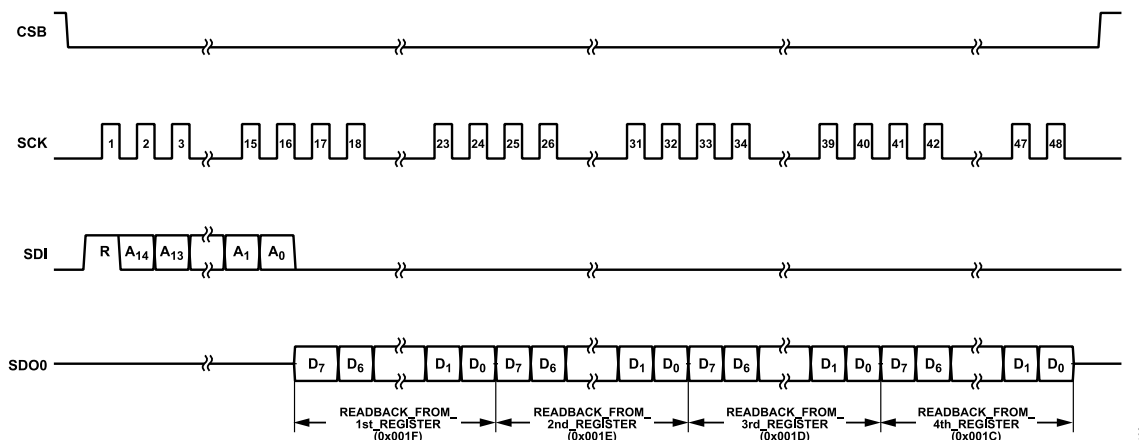 CSB
SCK
1 2 3 15 16 17 18 23 24 25 26 31 32 33 34 39 40 41 42 47 48
SDI
R A14 A13 A1 A0
SDO0
D7 D6 D1 D0 D7 D6 D1 D0 D7 D6 D1 D0 D7 D6 D1 D0
READBACK_FROM_
1st_REGISTER
(0x001F)
READBACK_FROM_
2nd_REGISTER
(0x001E)
READBACK_FROM_
3rd_REGISTER
(0x001D)
READBACK_FROM_
4th_REGISTER
(0x001C)